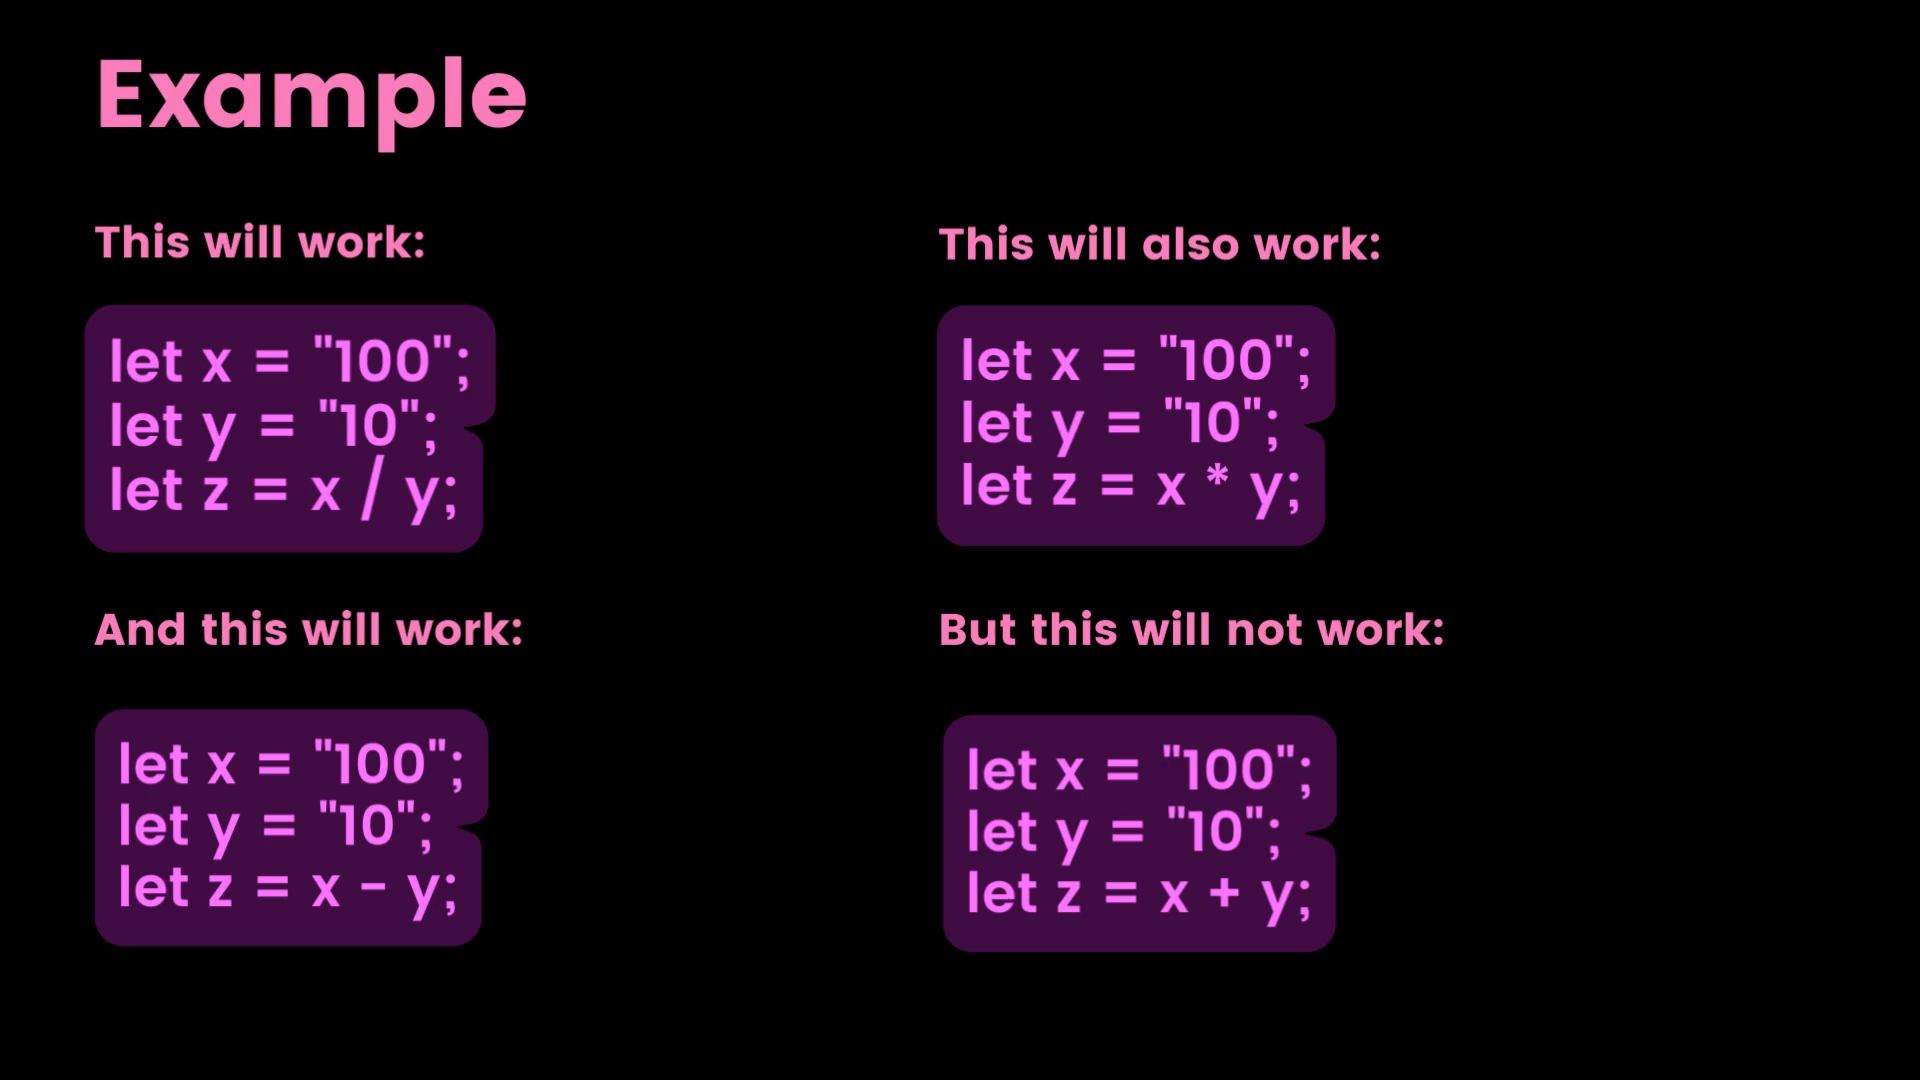 Example
This will work:
let x = "100";
let y = "10";
let z = x / y;
This will also work:
let x = "100";
let y = "10";
let z = x * y;
And this will work:
let x = "100";
let y = "10";
let z = x - y;
But this will not work:
let x = "100";
let y = "10";
let z = x + y;